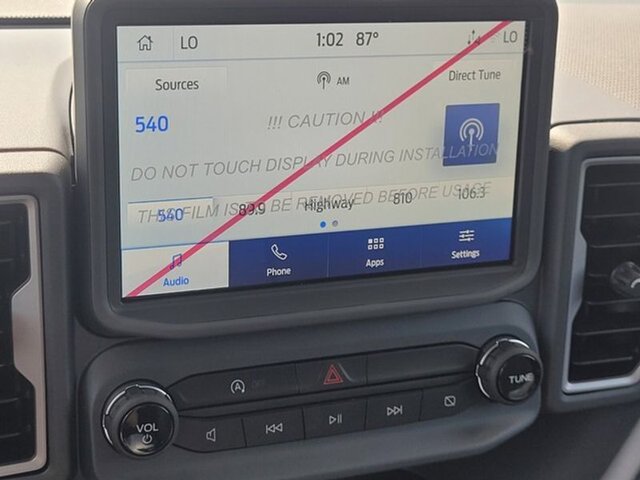 LO 1:02 87° LO
Sources AM Direct Tune
540
!!! CAUTION !!!
DO NOT TOUCH DISPLAY DURING INSTALLATION
THIS FILM IS TO BE REMOVED BEFORE USAGE
540 89.9 Highway 810 106.3
Audio Phone Apps Settings
VOL
TUNE